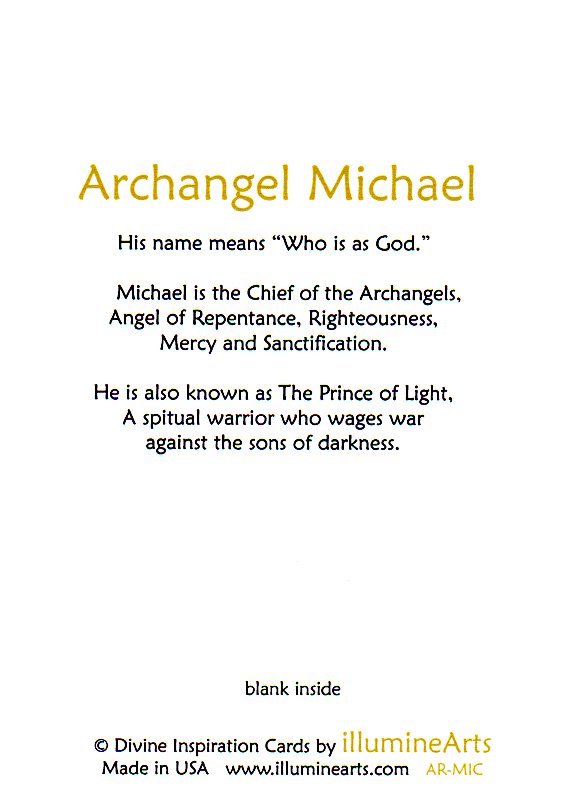 Archangel Michael
His name means “Who is as God.”
Michael is the Chief of the Archangels,
Angel of Repentance, Righteousness,
Mercy and Sanctification.
He is also known as The Prince of Light,
A spitual warrior who wages war
against the sons of darkness.
blank inside
© Divine Inspiration Cards by illumineArts
Made in USA www.illuminearts.com AR-MIC